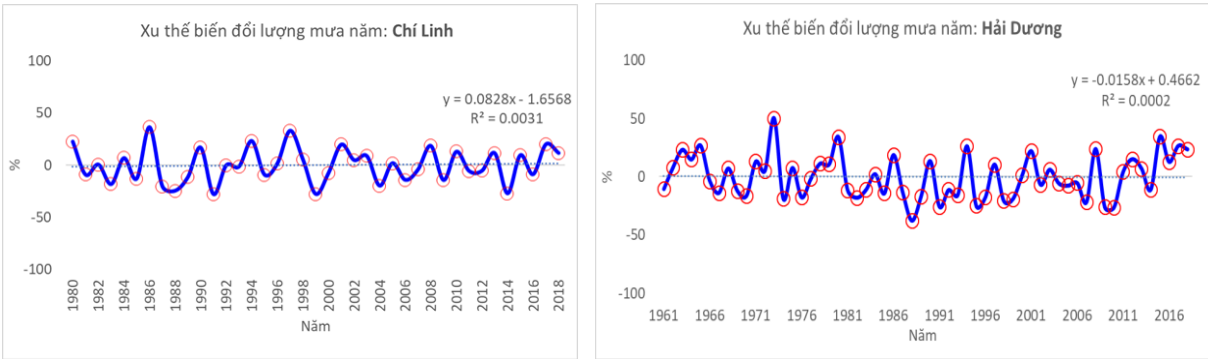 Xu thế biến đổi lượng mưa năm: Chí Linh
100
50
0
-50
-100
%
y = 0.0828x - 1.6568
R² = 0.0031
1980 1982 1984 1986 1988 1990 1992 1994 1996 1998 2000 2002 2004 2006 2008 2010 2012 2014 2016 2018
Năm
Xu thế biến đổi lượng mưa năm: Hải Dương
100
50
0
-50
-100
%
y = -0.0158x + 0.4662
R² = 0.0002
1961 1966 1971 1976 1981 1986 1991 1996 2001 2006 2011 2016
Năm